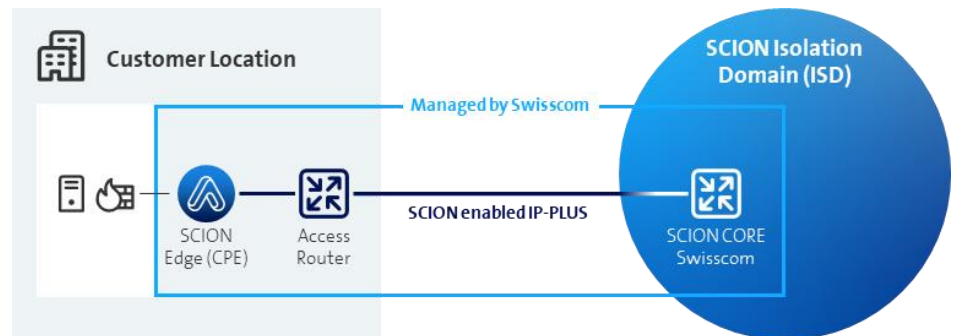 Customer Location
SCION Isolation
Domain (ISD)
Managed by Swisscom
SCION enabled IP-PLUS
SCION
Edge (CPE)
Access
Router
SCION CORE
Swisscom